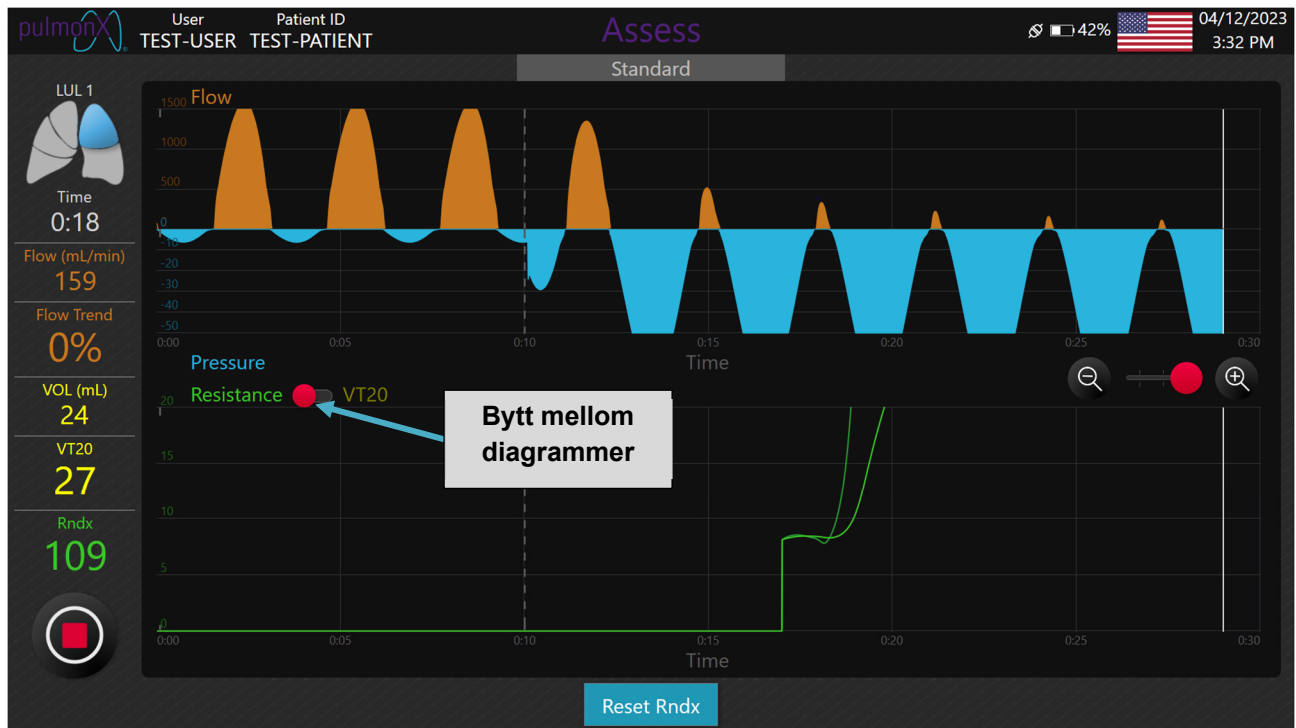 pulmonX
User
TEST-USER
Patient ID
TEST-PATIENT
Assess
42%
04/12/2023
3:32 PM
Standard
LUL 1
Time
0:18
Flow (mL/min)
159
Flow Trend
0%
VOL (mL)
24
VT20
27
Rndx
109
1500 Flow
1000
500
0
-10
-20
-30
-40
-50
0:00 0:05 0:10 0:15 0:20 0:25 0:30
Pressure
Time
Resistance VT20
Bytt mellom
diagrammer
20
15
10
5
0
0:00 0:05 0:10 0:15 0:20 0:25 0:30
Time
Reset Rndx